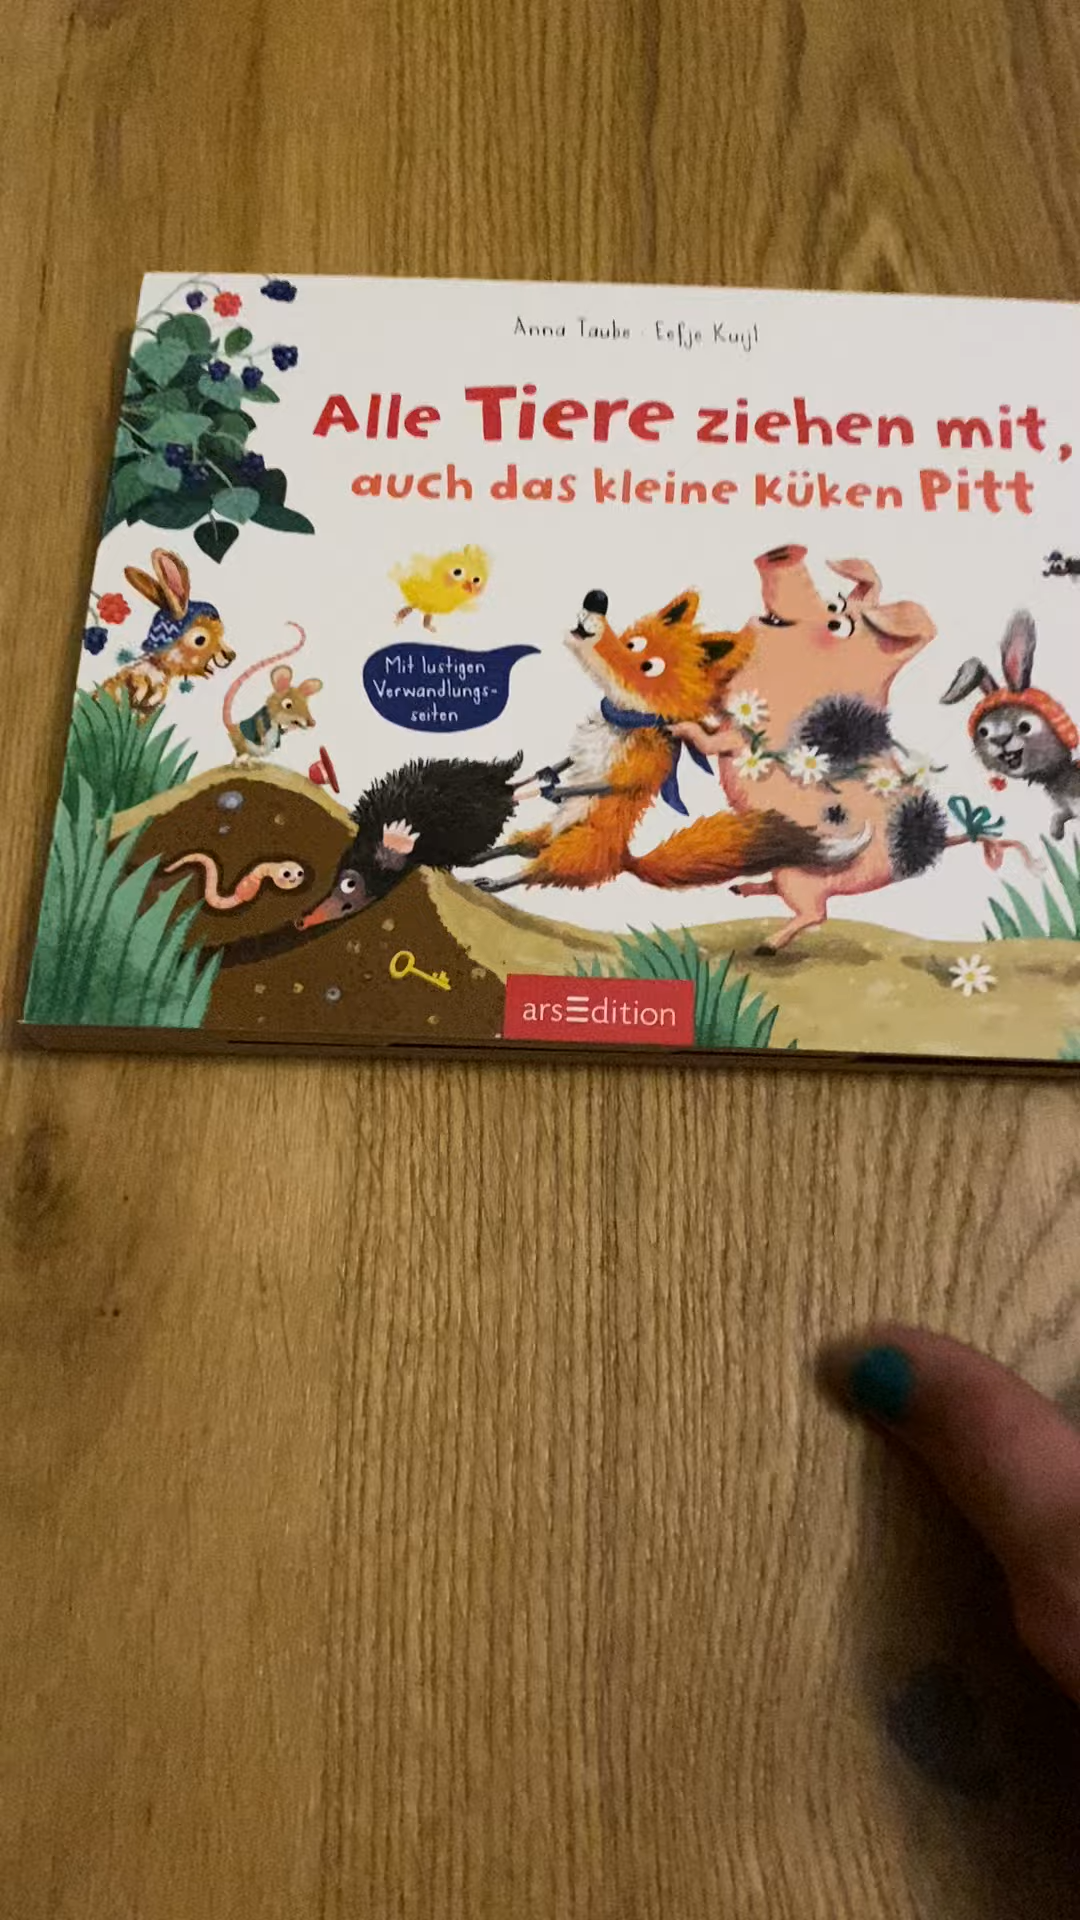 Anna Taube · Eefje Kuijl
Alle Tiere ziehen mit,
auch das kleine Küken Pitt
Mit lustigen
Verwandlungs-
seiten
arsEdition